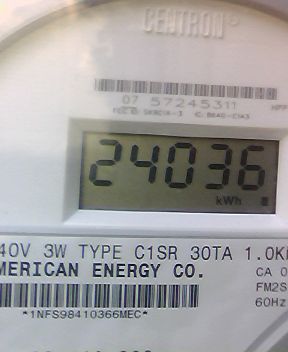 CENTRON®
07 57245311
24036
kWh
40V 3W TYPE C1SR 30TA 1.0K
MERICAN ENERGY CO.
CA 0
FM2S
60Hz
*1NFS98410366MEC*